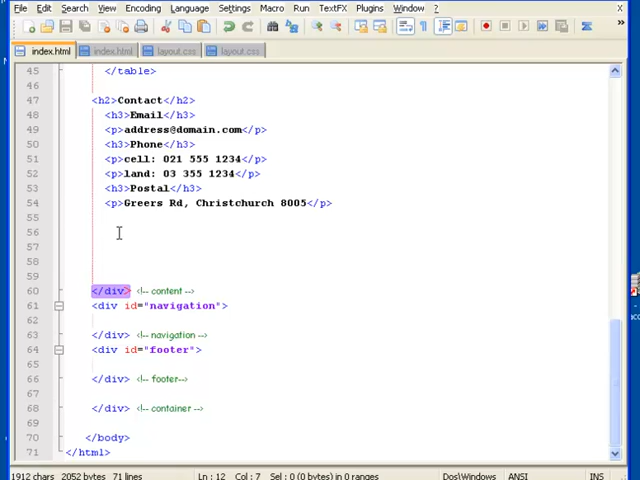 File Edit Search View Encoding Language Settings Macro Run TextFX Plugins Window ? X
index.html index.html layout.css layout.css
45 </table>
46
47 <h2>Contact</h2>
48 <h3>Email</h3>
49 <p>address@domain.com</p>
50 <h3>Phone</h3>
51 <p>cell: 021 555 1234</p>
52 <p>land: 03 355 1234</p>
53 <h3>Postal</h3>
54 <p>Greers Rd, Christchurch 8005</p>
55
56
57
58
59
60 </div> <!-- content -->
61 <div id="navigation">
62
63 </div> <!-- navigation -->
64 <div id="footer">
65
66 </div> <!-- footer-->
67
68 </div> <!-- container -->
69
70 </body>
71 </html>
1912 chars 2052 bytes 71 lines Ln : 12 Col : 7 Sel : 0 (0 bytes) in 0 ranges Dos\Windows ANSI INS